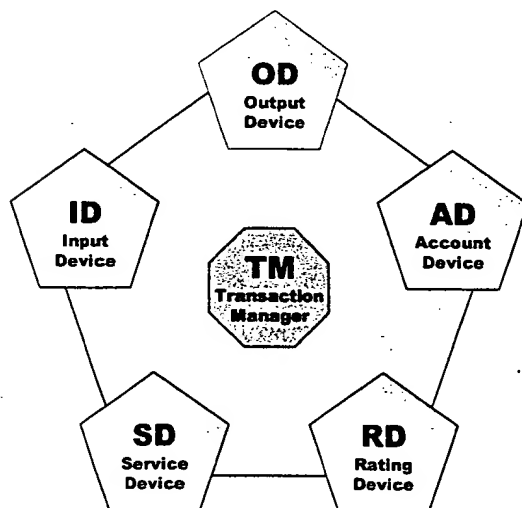 OD
Output
Device
ID
Input
Device
AD
Account
Device
TM
Transaction
Manager
SD
Service
Device
RD
Rating
Device